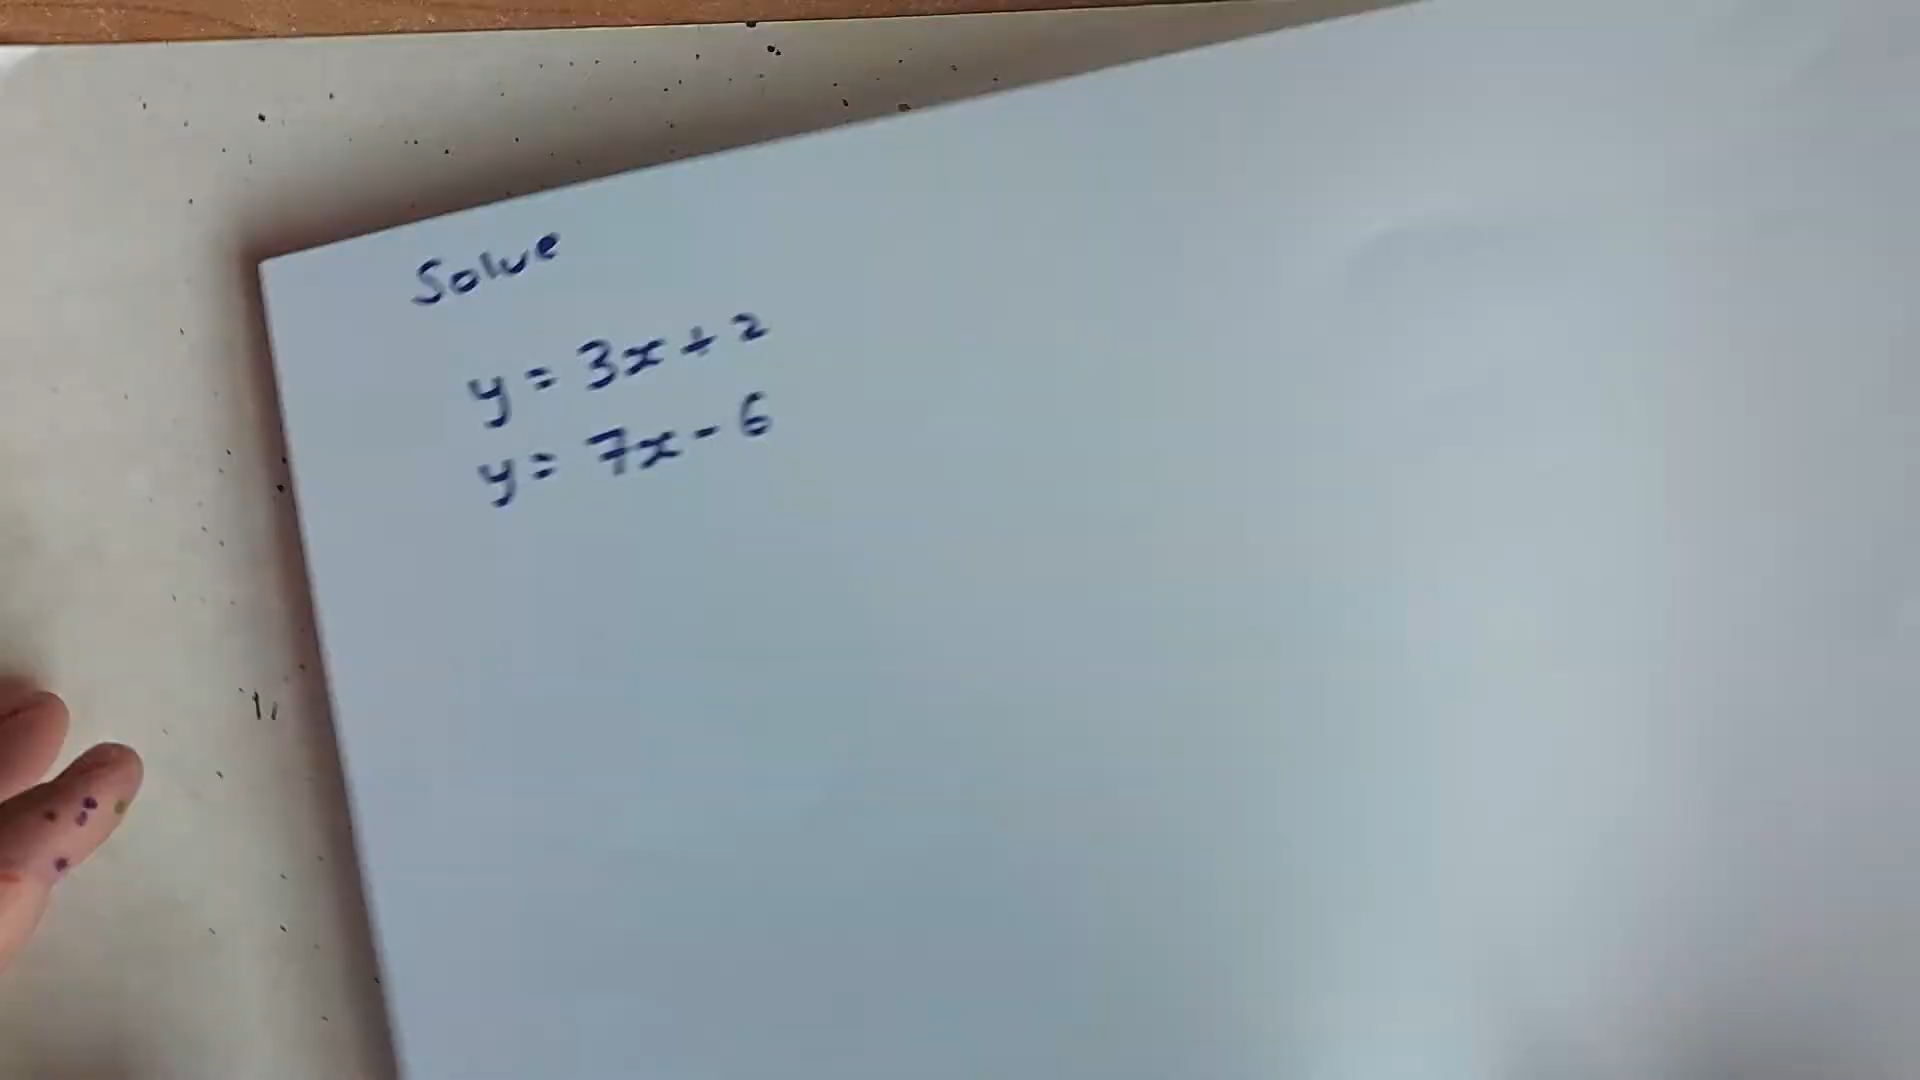 Solve
y = 3x + 2
y = 7x - 6